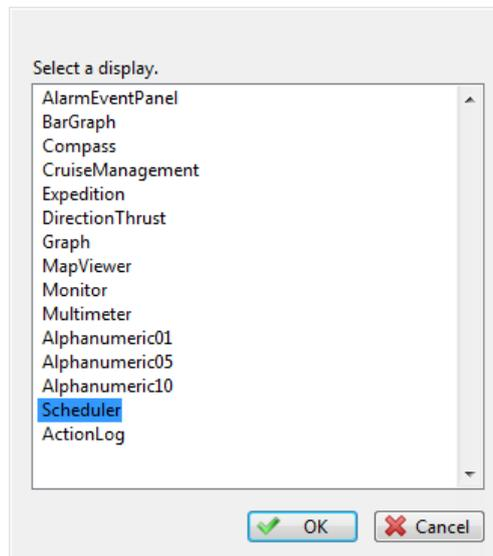 Select a display.
AlarmEventPanel
BarGraph
Compass
CruiseManagement
Expedition
DirectionThrust
Graph
MapViewer
Monitor
Multimeter
Alphanumeric01
Alphanumeric05
Alphanumeric10
Scheduler
ActionLog
OK Cancel